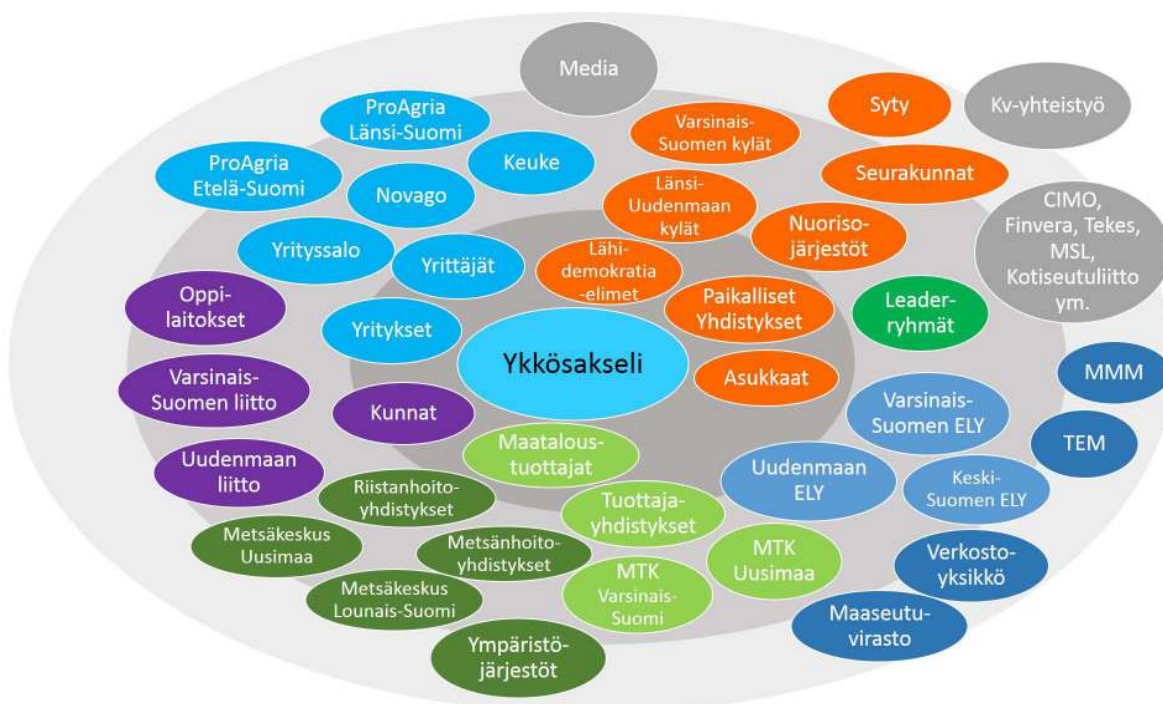 Media
ProAgria
Länsi-Suomi
Syty
Kv-yhteistyö
Varsinais-
Suomen kylät
Keuke
ProAgria
Etelä-Suomi
Seurakunnat
Novago
Länsi-
Uudenmaan
kylät
CIMO,
Finvera, Tekes,
MSL,
Kotiseutuliitto
ym.
Nuoriso-
järjestöt
Yrityssalo
Yrittäjät
Lähi-
demokratia
-elimet
Oppi-
laitokset
Paikalliset
Yhdistykset
Leader-
ryhmät
Yritykset
Ykkösakseli
Asukkaat
MMM
Varsinais-
Suomen liitto
Kunnat
Varsinais-
Suomen ELY
TEM
Maatalous-
tuottajat
Uudenmaan
liitto
Uudenmaan
ELY
Keski-
Suomen ELY
Riistanhoito-
yhdistykset
Tuottaja-
yhdistykset
Metsäkeskus
Uusimaa
Metsänhoito-
yhdistykset
MTK
Uusimaa
Verkosto-
yksikkö
Metsäkeskus
Lounais-Suomi
MTK
Varsinais-
Suomi
Maaseutu-
virasto
Ympäristö-
järjestöt